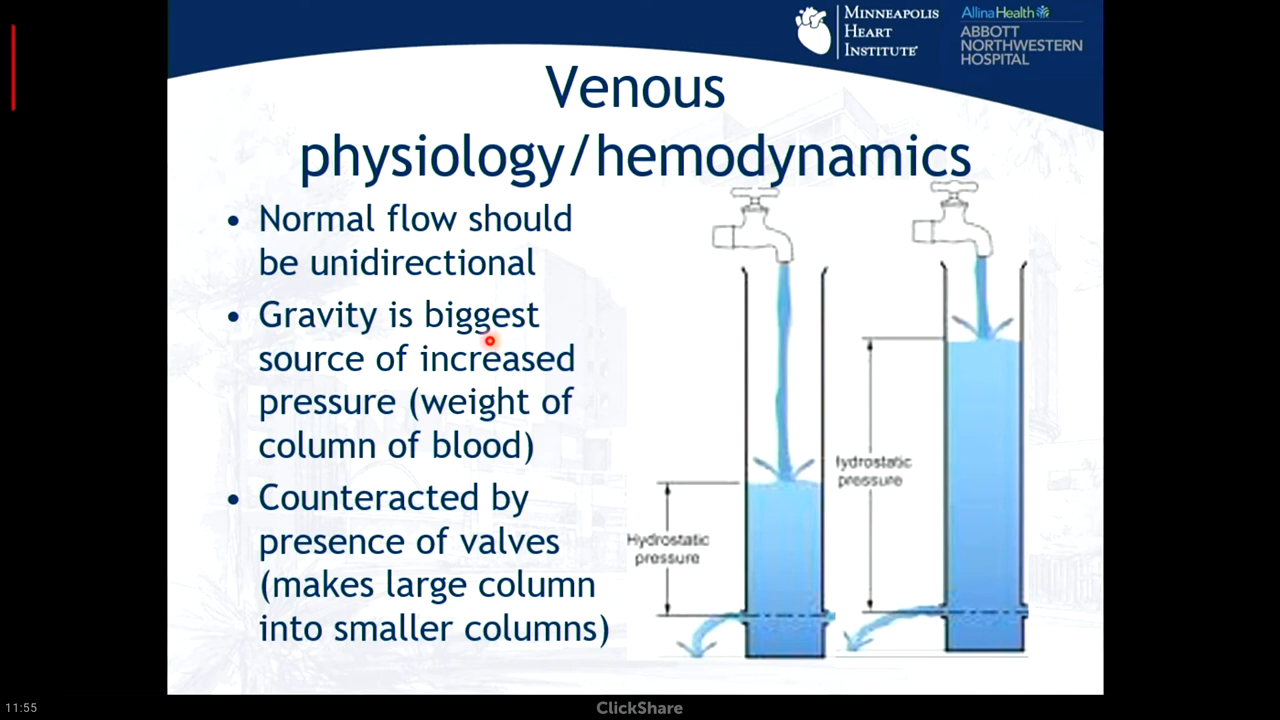 MINNEAPOLIS
HEART
INSTITUTE®
AllinaHealth
ABBOTT
NORTHWESTERN
HOSPITAL
Venous
physiology/hemodynamics
• Normal flow should
be unidirectional
• Gravity is biggest
source of increased
pressure (weight of
column of blood)
• Counteracted by
presence of valves
(makes large column
into smaller columns)
Hydrostatic
pressure
Hydrostatic
pressure
11:55
ClickShare